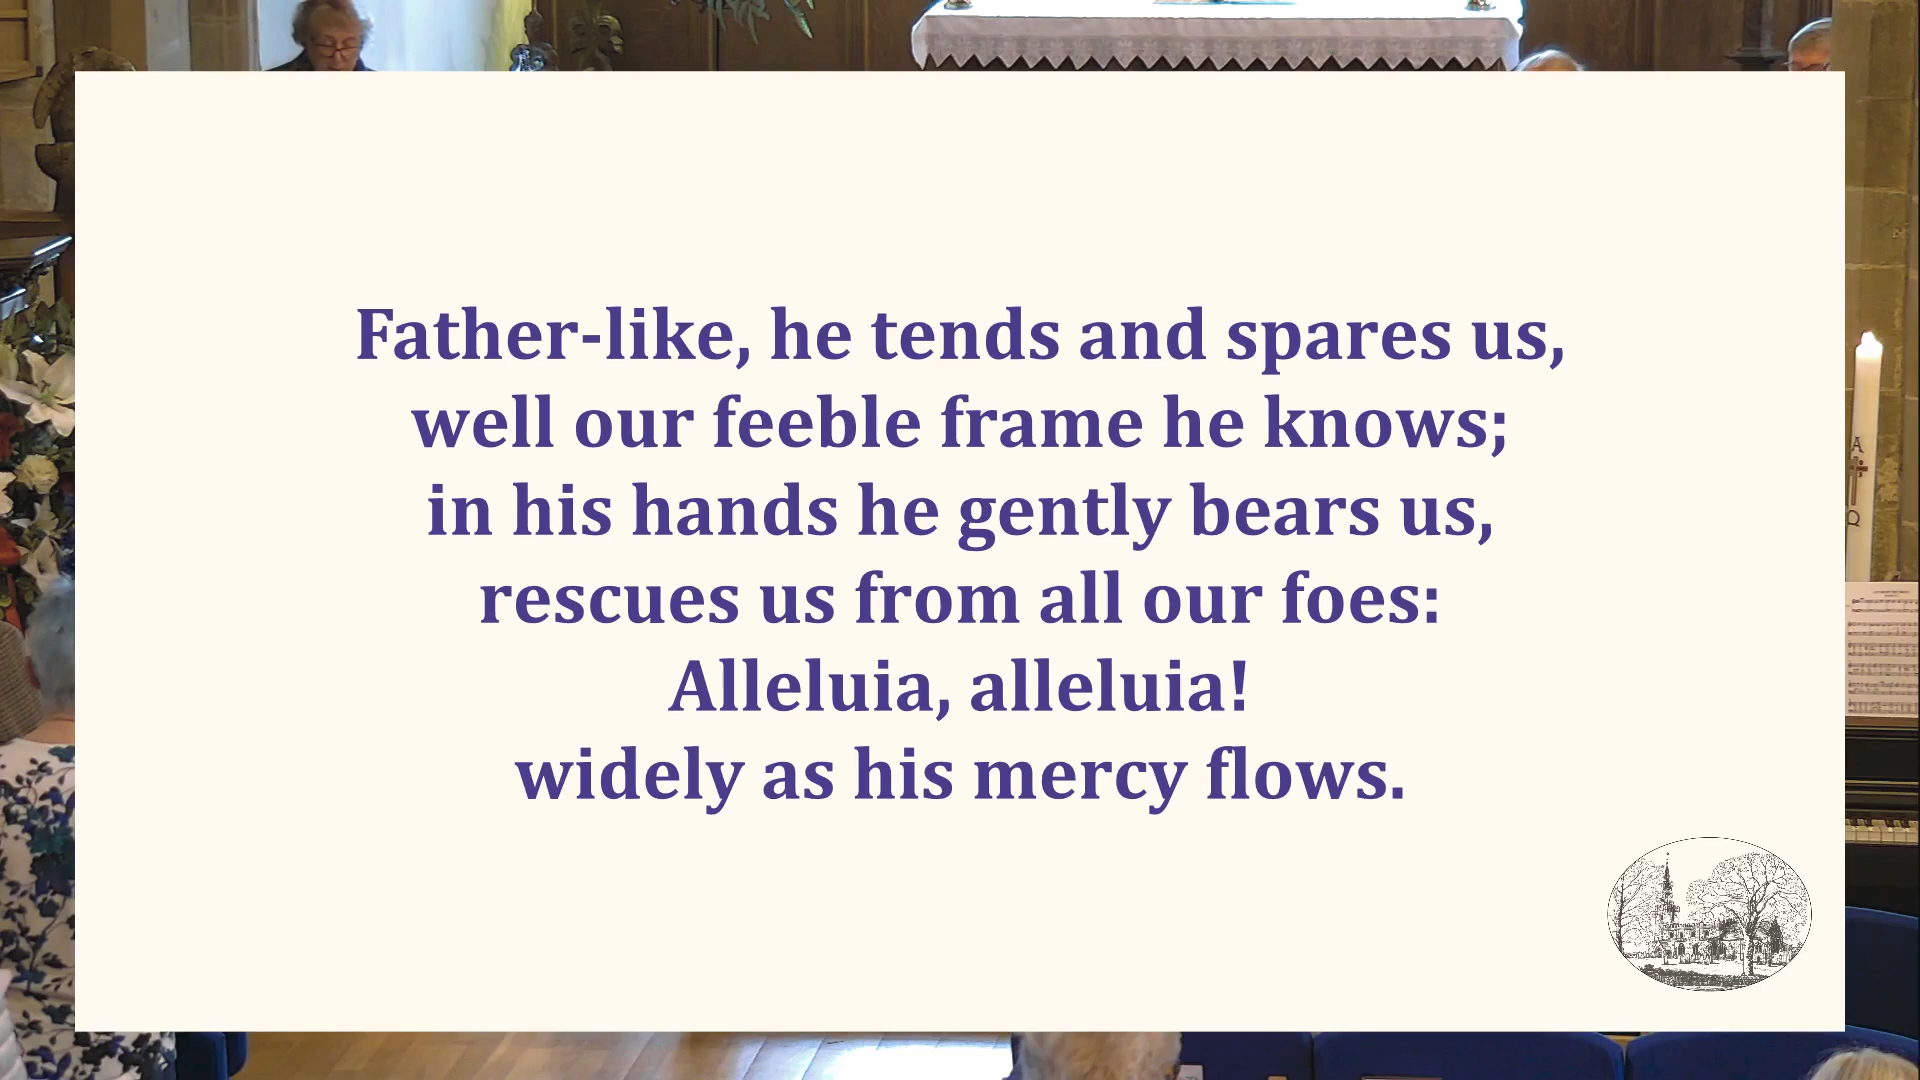 Father-like, he tends and spares us,
well our feeble frame he knows;
in his hands he gently bears us,
rescues us from all our foes:
Alleluia, alleluia!
widely as his mercy flows.
A
Ω